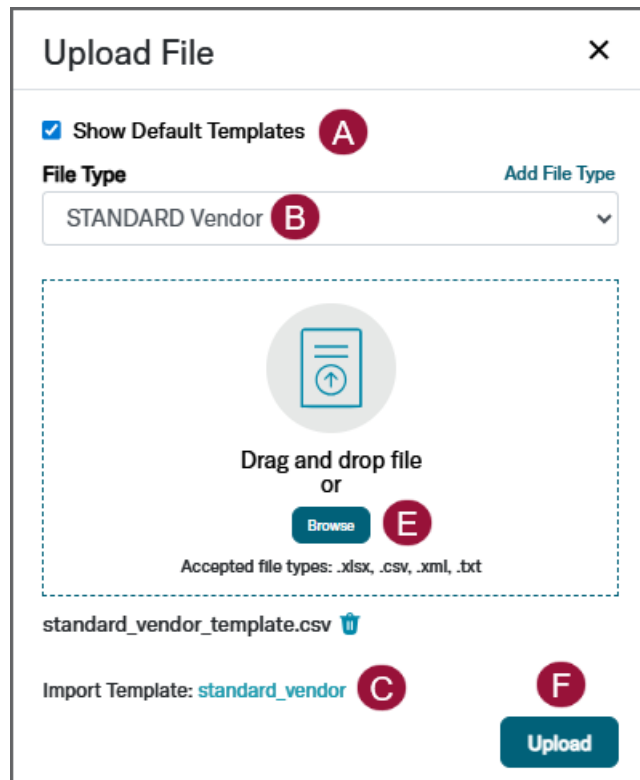 Upload File ×
Show Default Templates A
File Type Add File Type
STANDARD Vendor B
Drag and drop file
or
Browse E
Accepted file types: .xlsx, .csv, .xml, .txt
standard_vendor_template.csv
Import Template: standard_vendor C
F
Upload